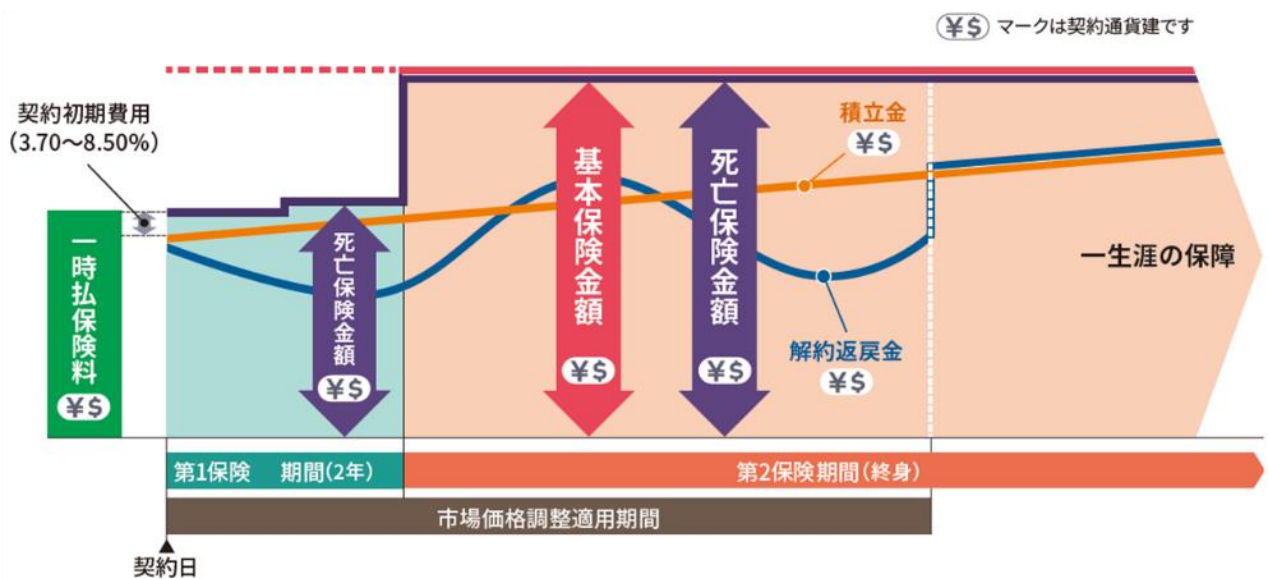 ¥$ マークは契約通貨建です
契約初期費用
(3.70〜8.50%)
積立金
¥$
一時払保険料
¥$
死亡保険金額
¥$
基本保険金額
¥$
死亡保険金額
¥$
解約返戻金
¥$
一生涯の保障
第1保険 期間(2年)
第2保険期間(終身)
市場価格調整適用期間
契約日